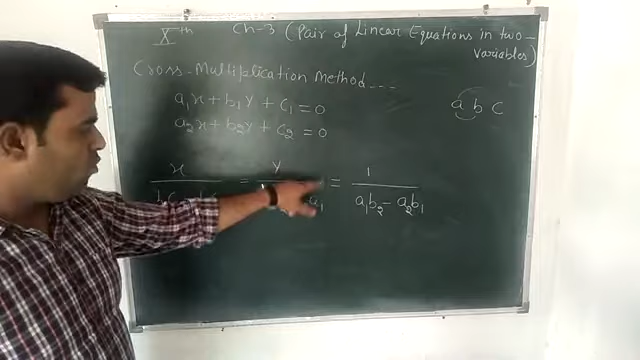 Xth Ch-3 (Pair of Linear Equations in two-
variables)
Cross-Multiplication Method...
a₁x + b₁y + c₁ = 0
a₂x + b₂y + c₂ = 0
a b c
x = y = 1
a₁ a₁b₂ - a₂b₁